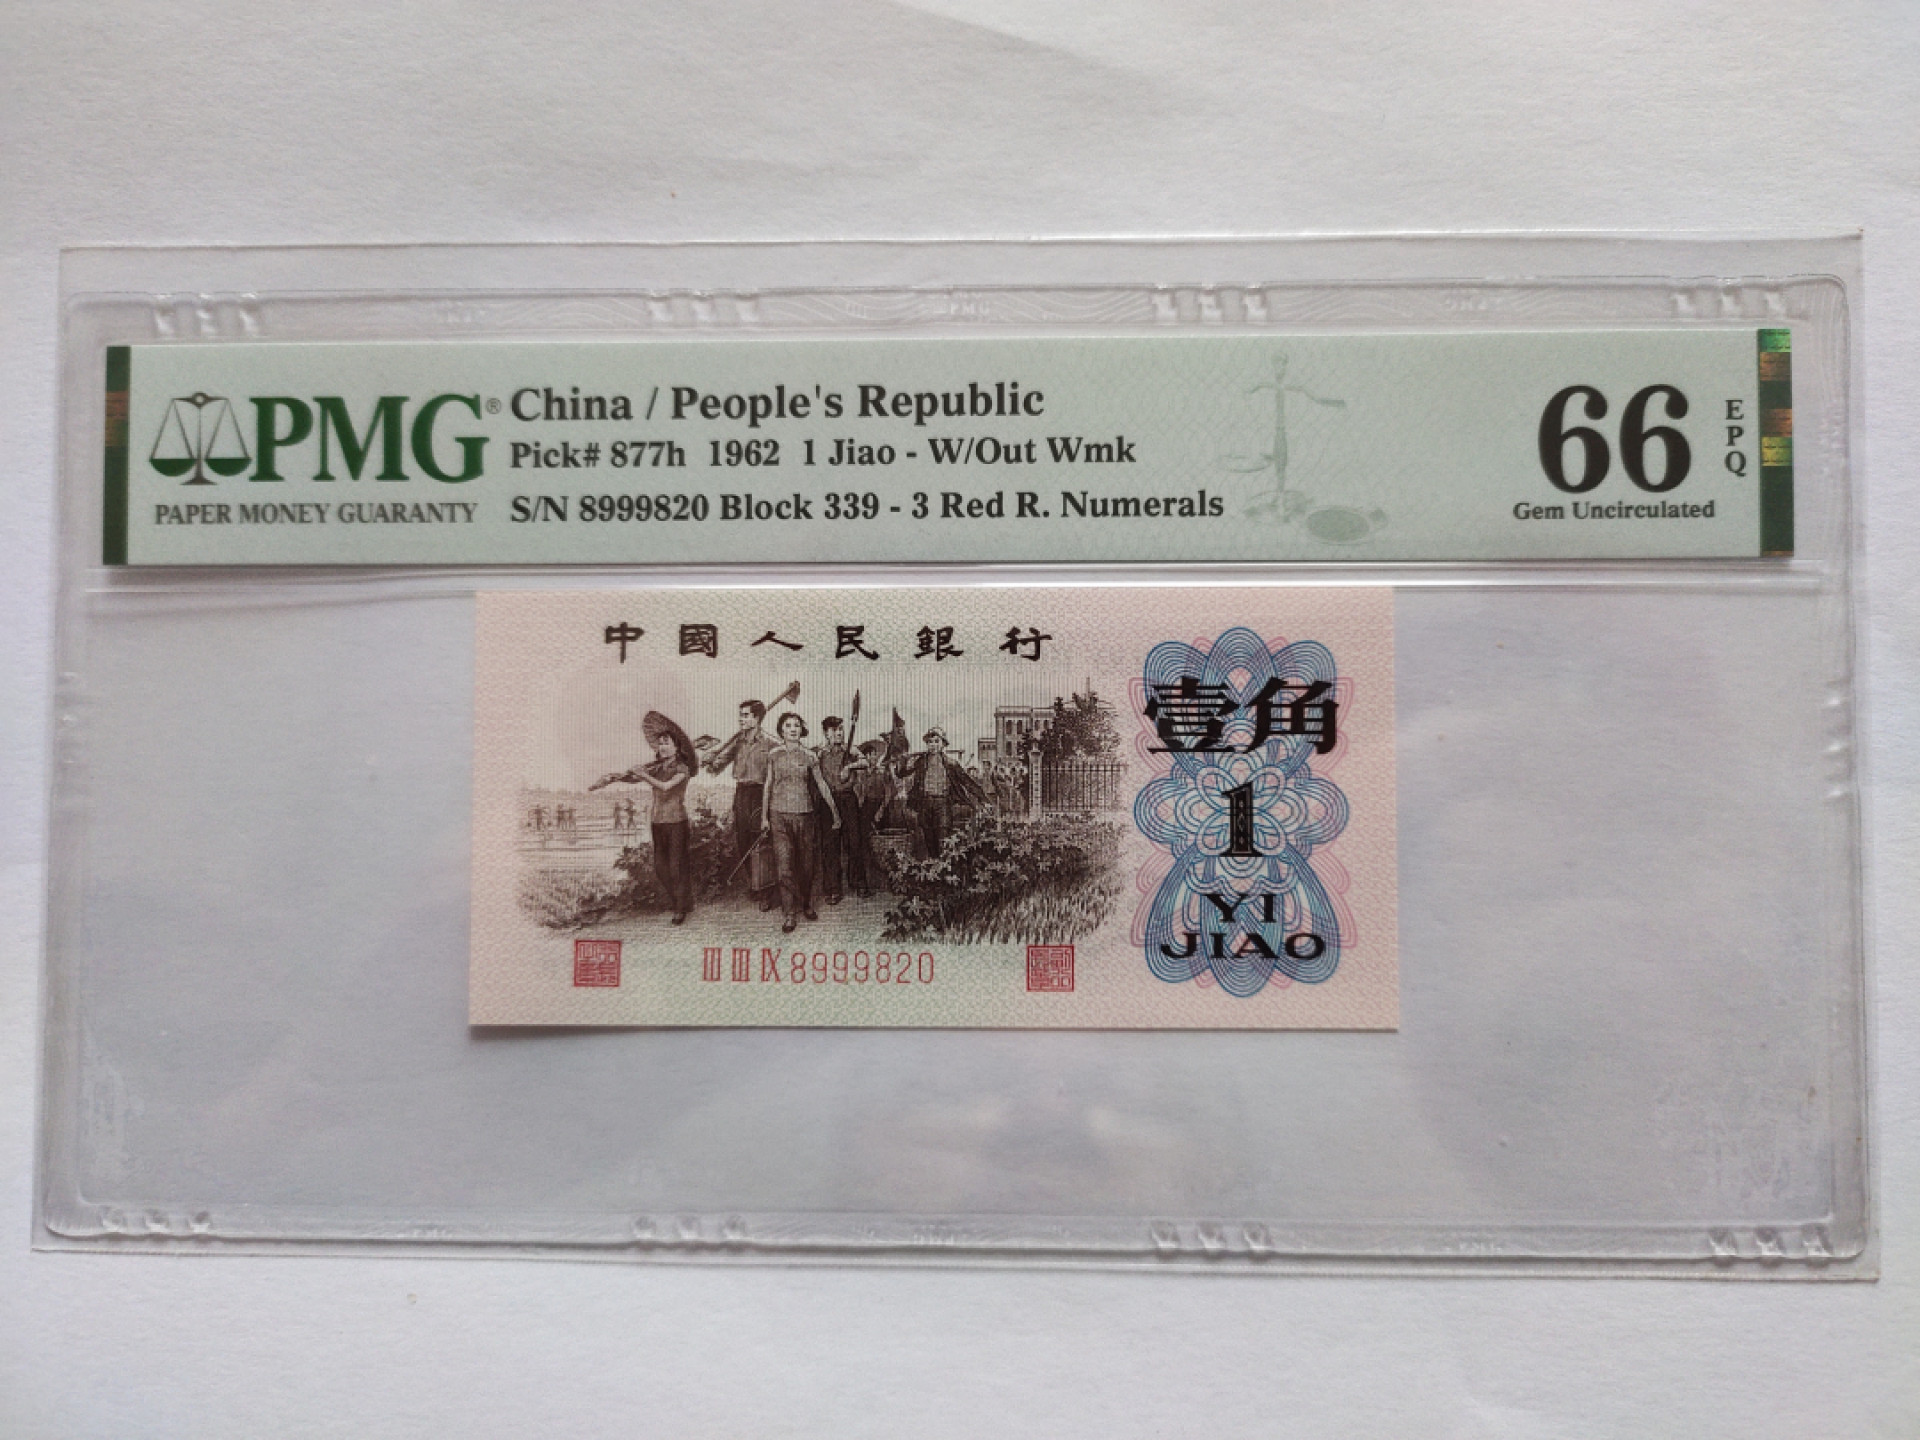 PMG®
PAPER MONEY GUARANTY
China / People's Republic
Pick# 877h 1962 1 Jiao - W/Out Wmk
S/N 8999820 Block 339 - 3 Red R. Numerals
66
EPQ
Gem Uncirculated
中國人民銀行
壹角
1
YI
JIAO
III III IX 8999820